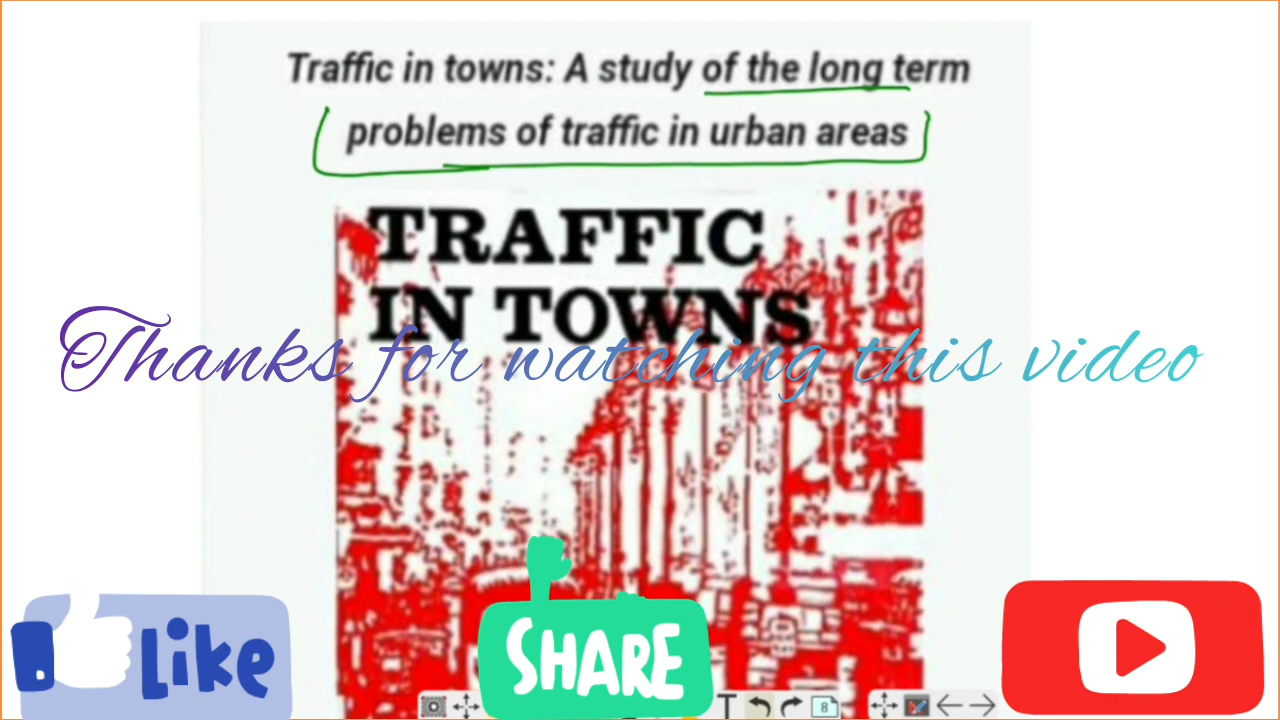 Traffic in towns: A study of the long term
problems of traffic in urban areas
TRAFFIC
IN TOWNS
Thanks for watching this video
Like
SHARE
8